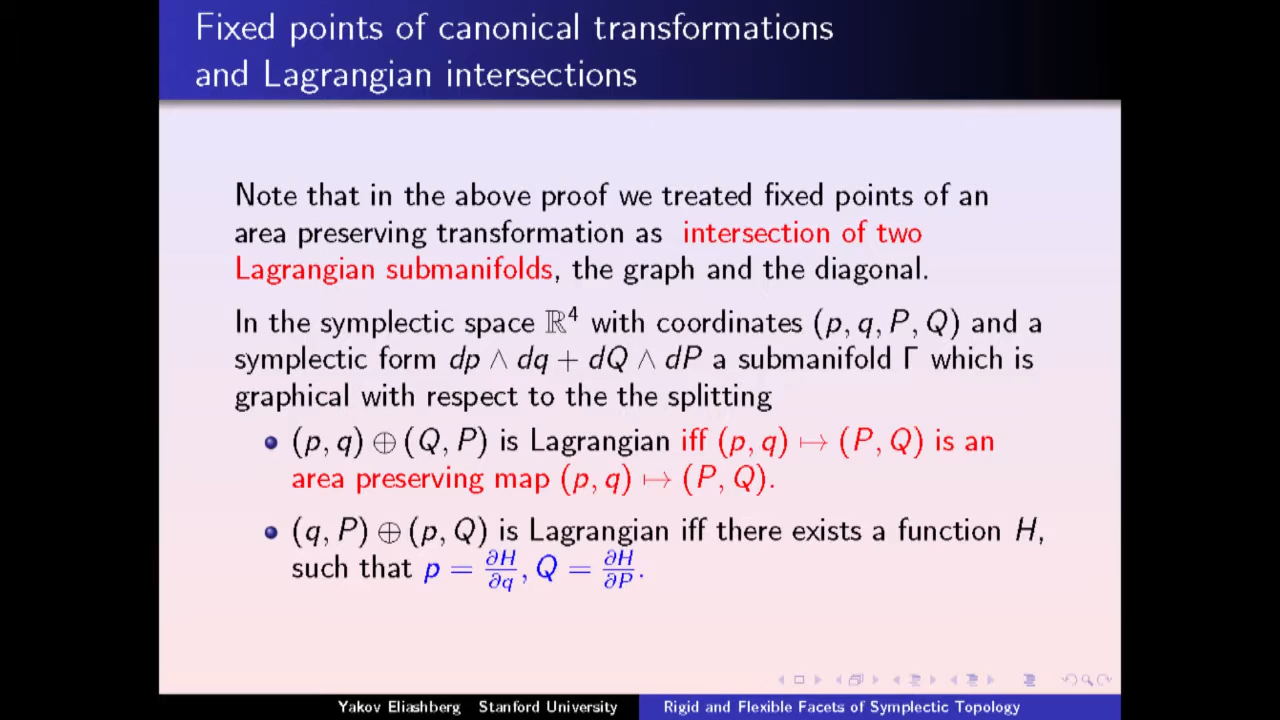 Fixed points of canonical transformations
and Lagrangian intersections
Note that in the above proof we treated fixed points of an
area preserving transformation as intersection of two
Lagrangian submanifolds, the graph and the diagonal.
In the symplectic space ℝ⁴ with coordinates (p, q, P, Q) and a
symplectic form dp ∧ dq + dQ ∧ dP a submanifold Γ which is
graphical with respect to the the splitting
(p, q) ⊕ (Q, P) is Lagrangian iff (p, q) ↦ (P, Q) is an
area preserving map (p, q) ↦ (P, Q).
(q, P) ⊕ (p, Q) is Lagrangian iff there exists a function H,
such that p = ∂H/∂q, Q = ∂H/∂P.
Yakov Eliashberg Stanford University Rigid and Flexible Facets of Symplectic Topology